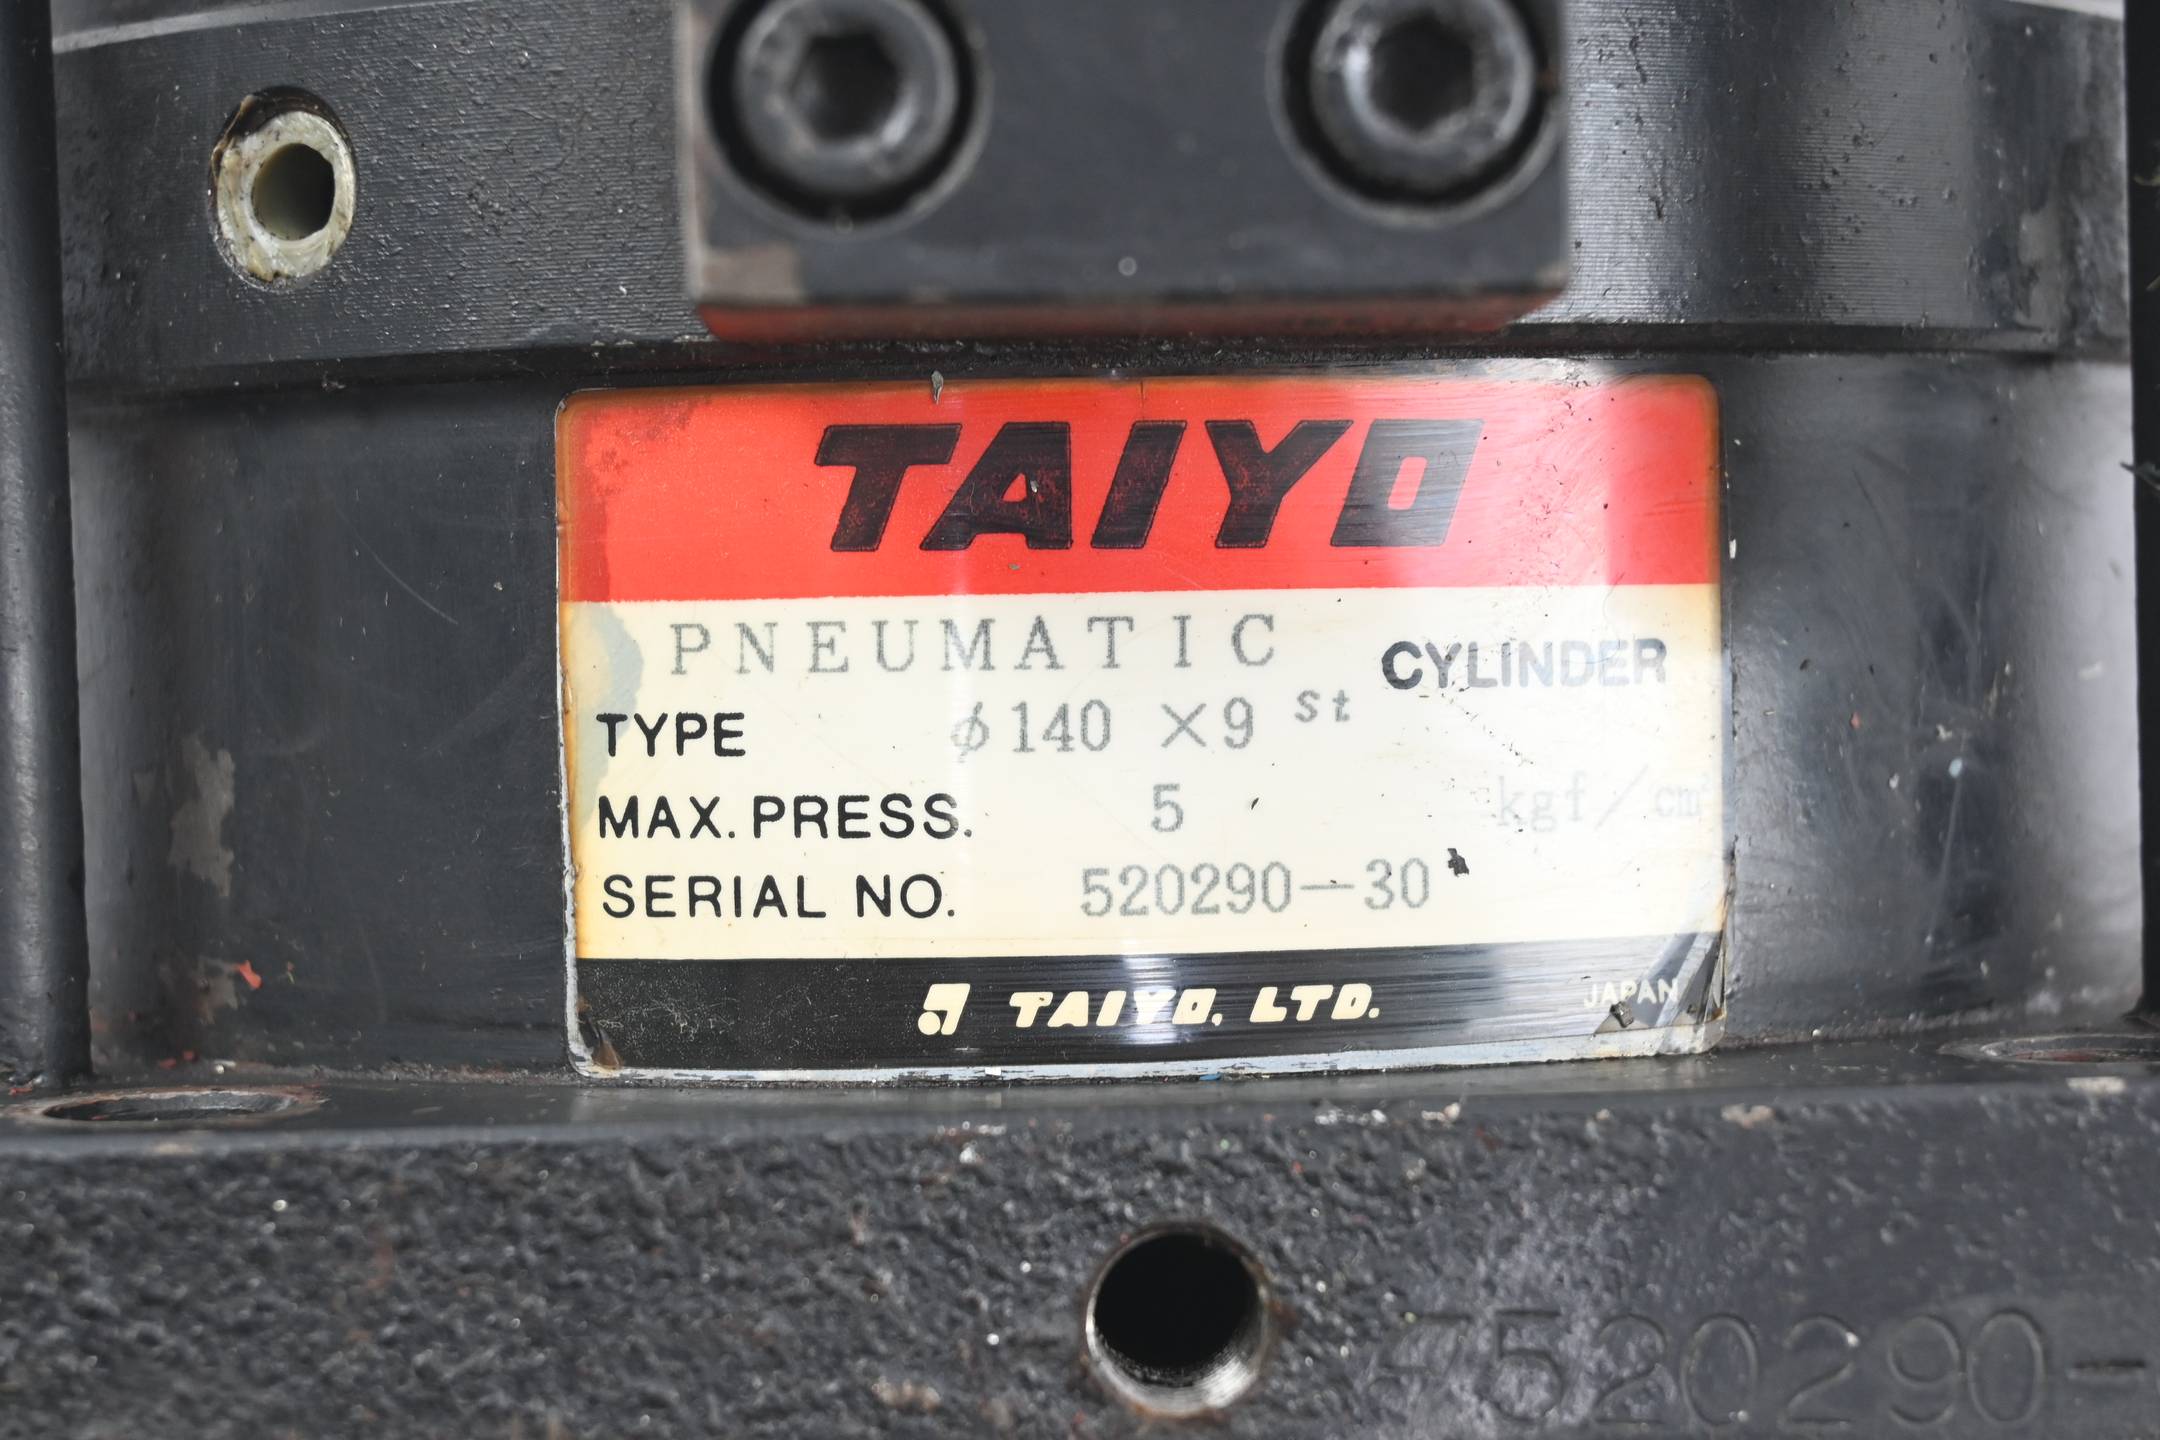 TAIYO
PNEUMATIC CYLINDER
TYPE φ140 ×9 st
MAX. PRESS. 5 kgf/cm²
SERIAL NO. 520290-30
TAIYO, LTD. JAPAN
520290-